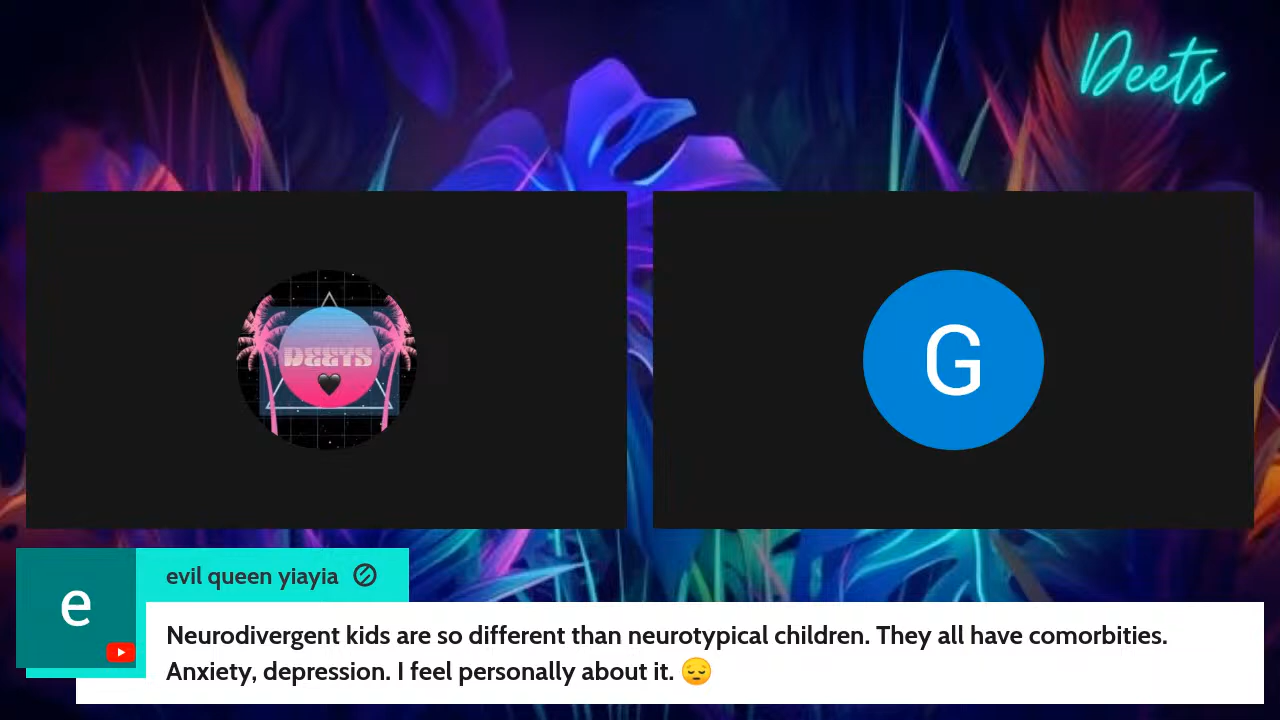 Deets
DEETS
G
e
evil queen yiayia
Neurodivergent kids are so different than neurotypical children. They all have comorbities.
Anxiety, depression. I feel personally about it. 😔